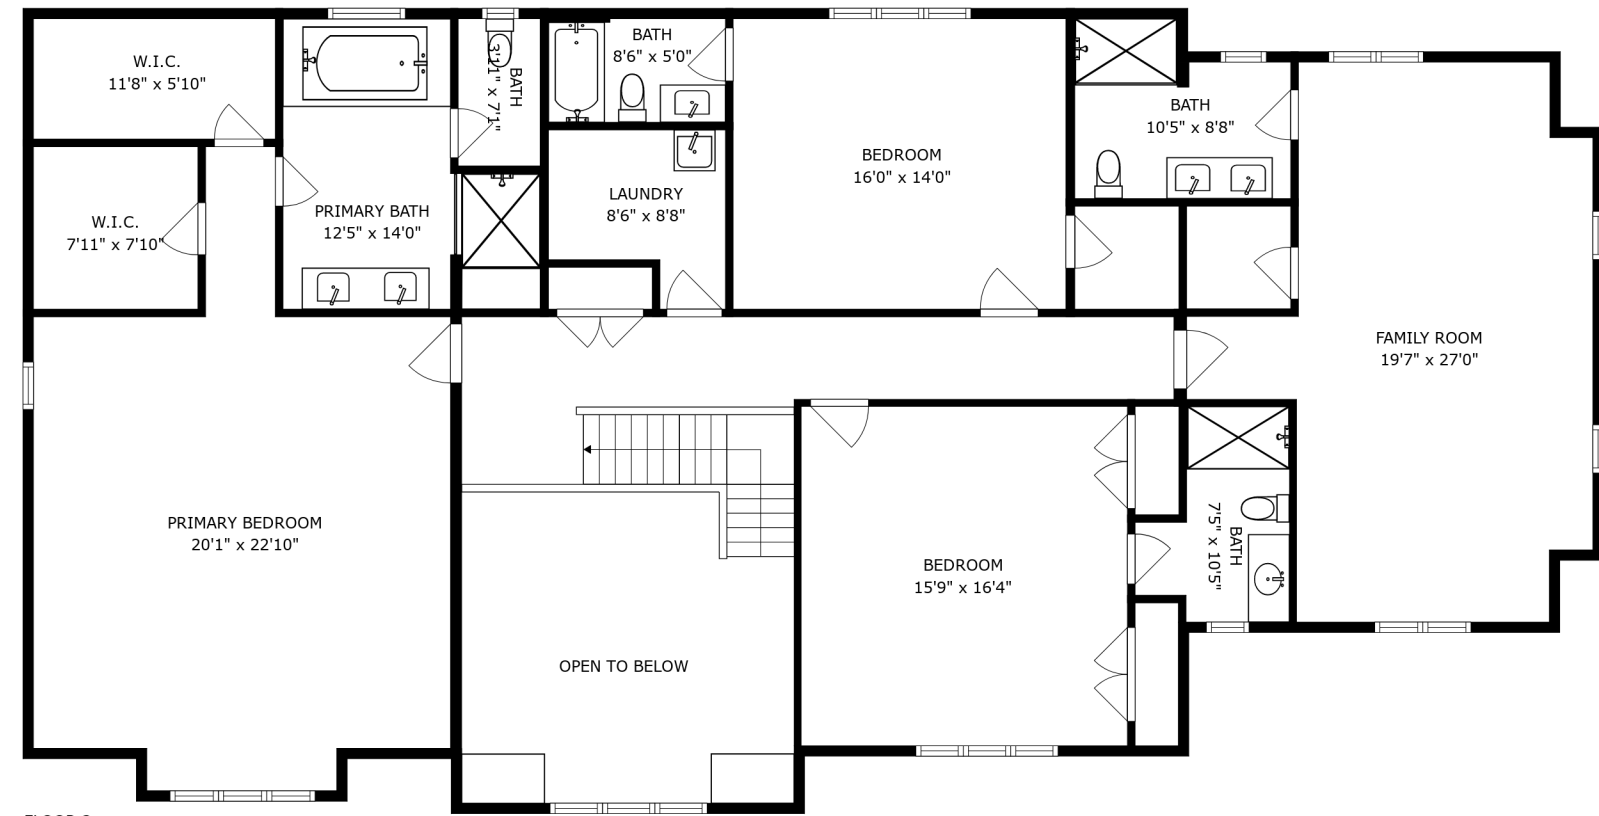 W.I.C.
11'8" x 5'10"
W.I.C.
7'11" x 7'10"
PRIMARY BATH
12'5" x 14'0"
BATH
3'11" x 7'1"
BATH
8'6" x 5'0"
LAUNDRY
8'6" x 8'8"
BEDROOM
16'0" x 14'0"
BATH
10'5" x 8'8"
FAMILY ROOM
19'7" x 27'0"
PRIMARY BEDROOM
20'1" x 22'10"
OPEN TO BELOW
BEDROOM
15'9" x 16'4"
BATH
7'5" x 10'5"